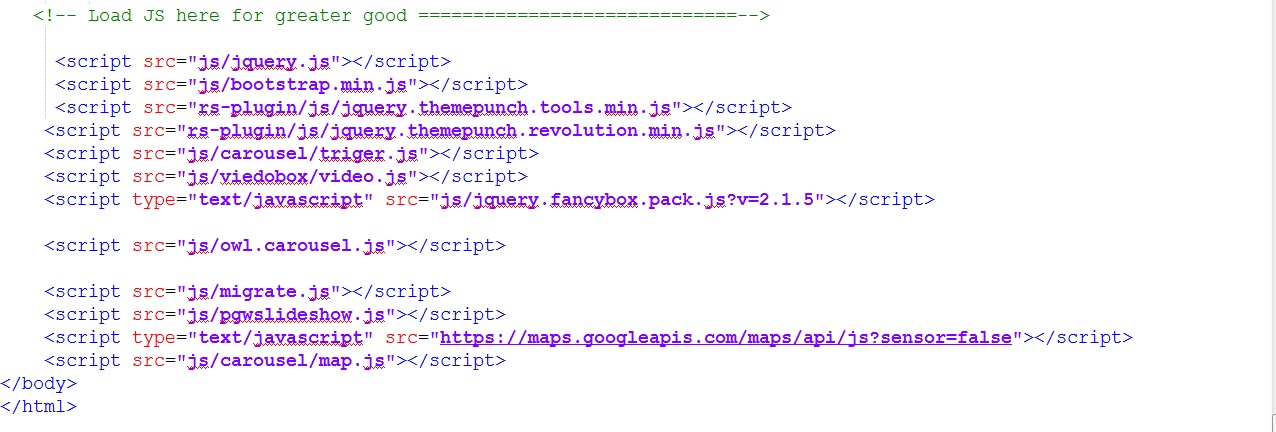 <!-- Load JS here for greater good =============================-->
<script src="js/jquery.js"></script>
<script src="js/bootstrap.min.js"></script>
<script src="rs-plugin/js/jquery.themepunch.tools.min.js"></script>
<script src="rs-plugin/js/jquery.themepunch.revolution.min.js"></script>
<script src="js/carousel/triger.js"></script>
<script src="js/viedobox/video.js"></script>
<script type="text/javascript" src="js/jquery.fancybox.pack.js?v=2.1.5"></script>
<script src="js/owl.carousel.js"></script>
<script src="js/migrate.js"></script>
<script src="js/pgwslideshow.js"></script>
<script type="text/javascript" src="https://maps.googleapis.com/maps/api/js?sensor=false"></script>
<script src="js/carousel/map.js"></script>
</body>
</html>